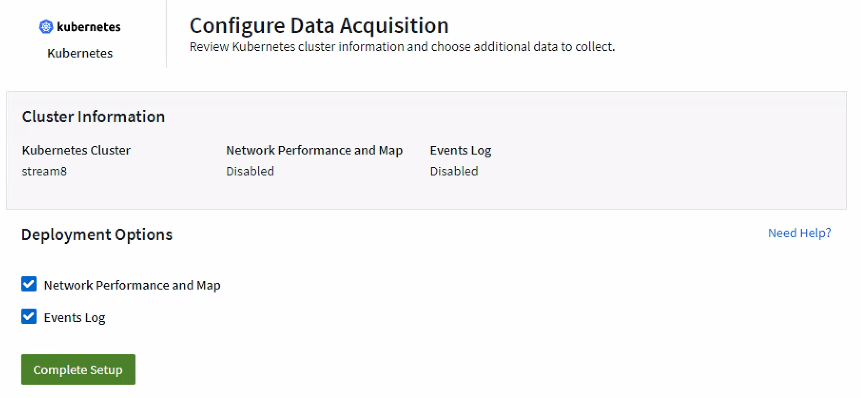 kubernetes
Kubernetes
Configure Data Acquisition
Review Kubernetes cluster information and choose additional data to collect.
Cluster Information
Kubernetes Cluster Network Performance and Map Events Log
stream8 Disabled Disabled
Deployment Options Need Help?
Network Performance and Map
Events Log
Complete Setup